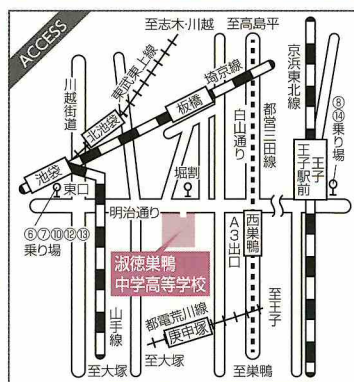 ACCESS
至志木・川越
至高島平
川越街道
東武東上線
埼京線
京浜東北線
北池袋
板橋
白山通り
都営三田線
⑧⑭乗り場
池袋
東口
堀割
王子
王子駅前
⑥⑦⑩⑫⑬
乗り場
明治通り
A3出口
西巣鴨
淑徳巣鴨
中学高等学校
山手線
都電荒川線
庚申塚
至王子
至大塚
至大塚
至巣鴨